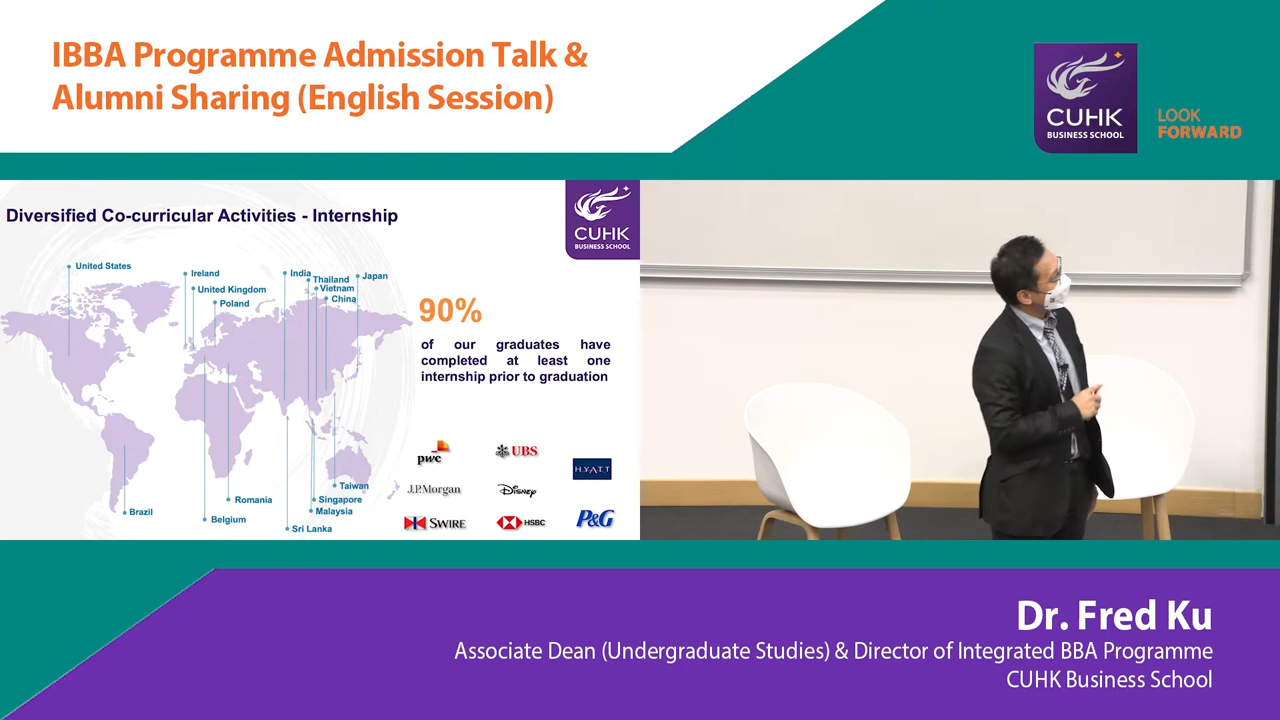 IBBA Programme Admission Talk &
Alumni Sharing (English Session)
CUHK
BUSINESS SCHOOL
LOOK
FORWARD
Diversified Co-curricular Activities - Internship
CUHK
BUSINESS SCHOOL
United States
Ireland
United Kingdom
Poland
India
Thailand
Vietnam
China
Japan
Brazil
Belgium
Romania
Sri Lanka
Malaysia
Singapore
Taiwan
90%
of our graduates have
completed at least one
internship prior to graduation
pwc
UBS
HYATT
J.P.Morgan
DISNEY
SWIRE
HSBC
P&G
Dr. Fred Ku
Associate Dean (Undergraduate Studies) & Director of Integrated BBA Programme
CUHK Business School